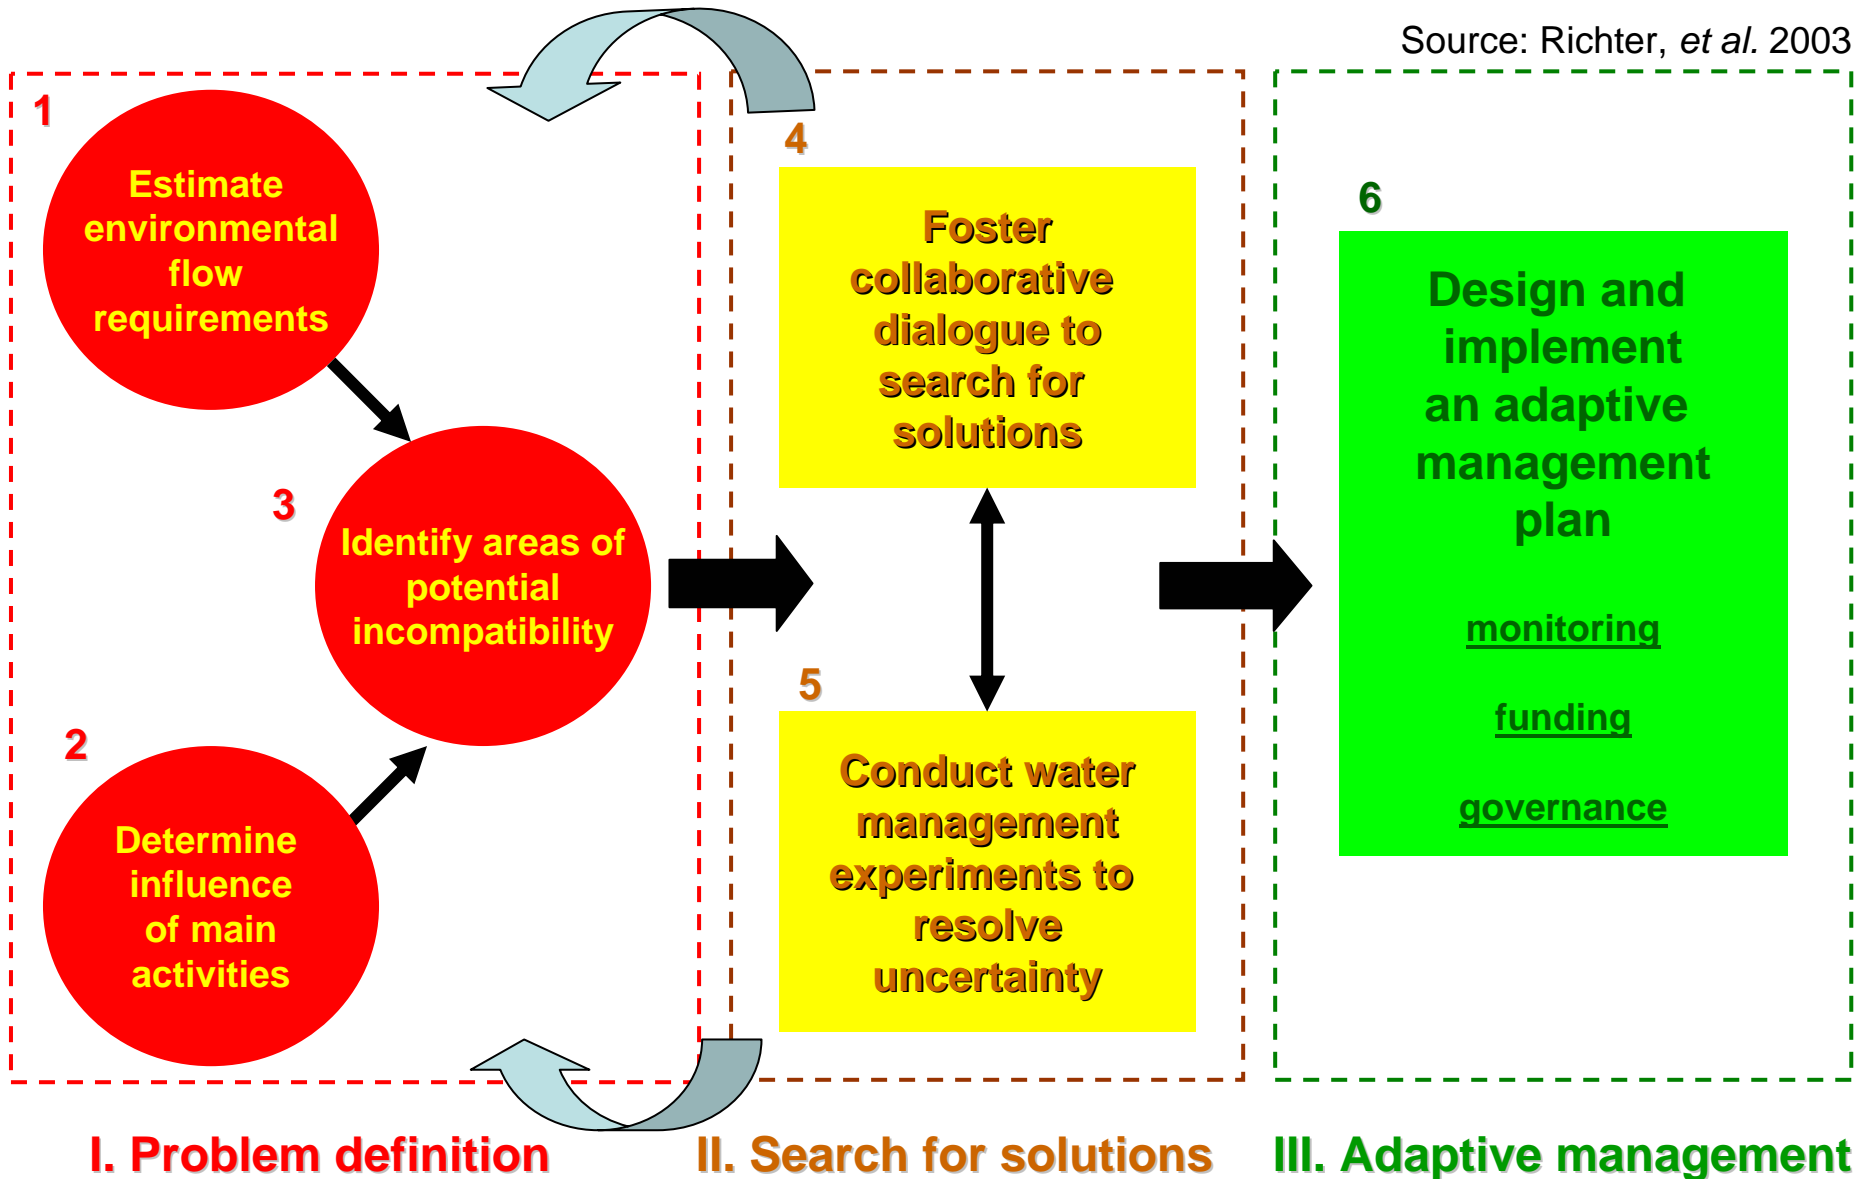 Source: Richter, et al. 2003
1
Estimate
environmental
flow
requirements
2
Determine
influence
of main
activities
3
Identify areas of
potential
incompatibility
4
Foster
collaborative
dialogue to
search for
solutions
5
Conduct water
management
experiments to
resolve
uncertainty
6
Design and
implement
an adaptive
management
plan
monitoring
funding
governance
I. Problem definition
II. Search for solutions
III. Adaptive management